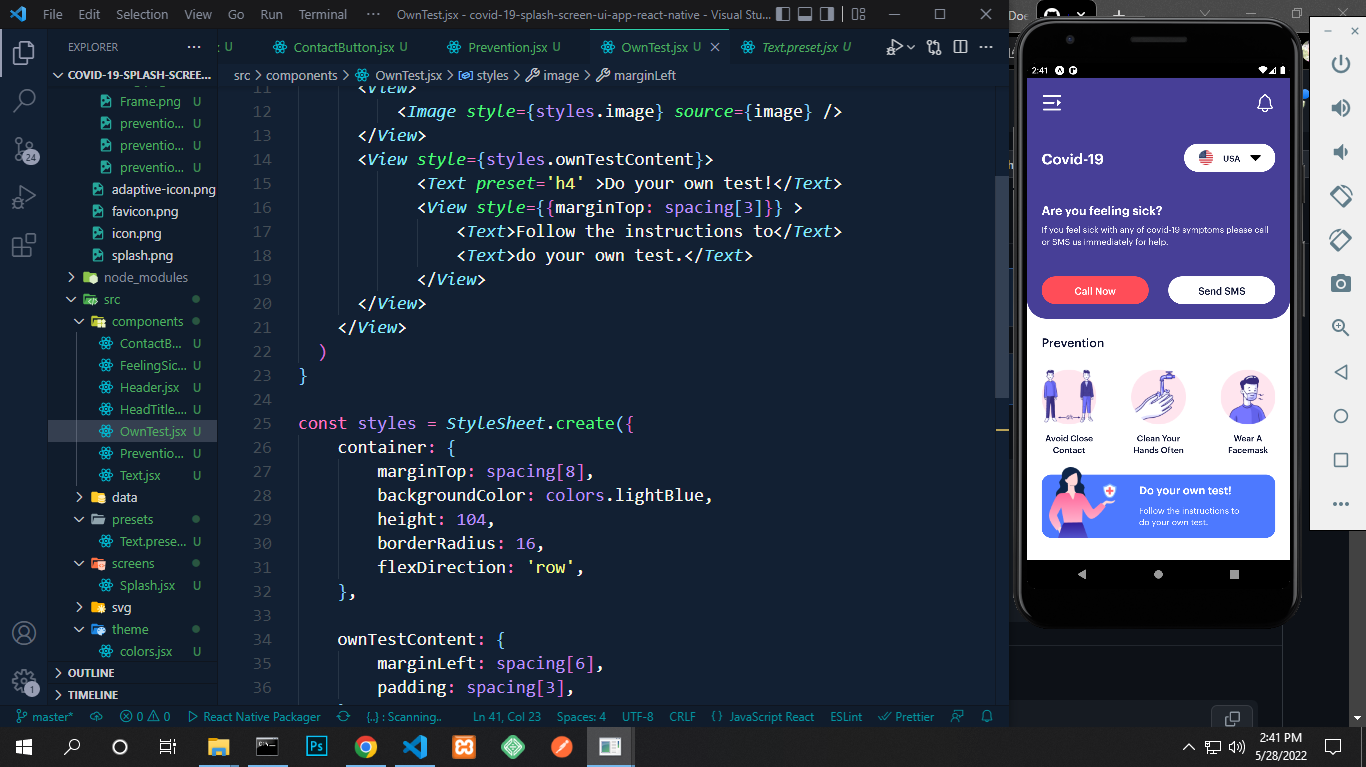 File Edit Selection View Go Run Terminal ··· OwnTest.jsx - covid-19-splash-screen-ui-app-react-native - Visual Stu...
EXPLORER ···
U
ContactButton.jsx U
Prevention.jsx U
OwnTest.jsx U
Text.preset.jsx U
src > components > OwnTest.jsx > styles > image > marginLeft
COVID-19-SPLASH-SCREE...
Frame.png U
preventio... U
preventio... U
preventio... U
adaptive-icon.png
favicon.png
icon.png
splash.png
node_modules
src
components
ContactB... U
FeelingSic... U
Header.jsx U
HeadTitle.... U
OwnTest.jsx U
Preventio... U
Text.jsx U
data
presets
Text.prese... U
screens
Splash.jsx U
svg
theme
colors.jsx U
OUTLINE
TIMELINE
24
1
11 <View>
12 <Image style={styles.image} source={image} />
13 </View>
14 <View style={styles.ownTestContent}>
15 <Text preset='h4' >Do your own test!</Text>
16 <View style={{marginTop: spacing[3]}} >
17 <Text>Follow the instructions to</Text>
18 <Text>do your own test.</Text>
19 </View>
20 </View>
21 </View>
22 )
23 }
24
25 const styles = StyleSheet.create({
26 container: {
27 marginTop: spacing[8],
28 backgroundColor: colors.lightBlue,
29 height: 104,
30 borderRadius: 16,
31 flexDirection: 'row',
32 },
33
34 ownTestContent: {
35 marginLeft: spacing[6],
36 padding: spacing[3],
master* 0 0 React Native Packager {..} : Scanning.. Ln 41, Col 23 Spaces: 4 UTF-8 CRLF JavaScript React ESLint Prettier
2:41
Covid-19
USA
Are you feeling sick?
If you feel sick with any of covid-19 symptoms please call
or SMS us immediately for help.
Call Now
Send SMS
Prevention
Avoid Close
Contact
Clean Your
Hands Often
Wear A
Facemask
Do your own test!
Follow the instructions to
do your own test.
Ps
2:41 PM
5/28/2022